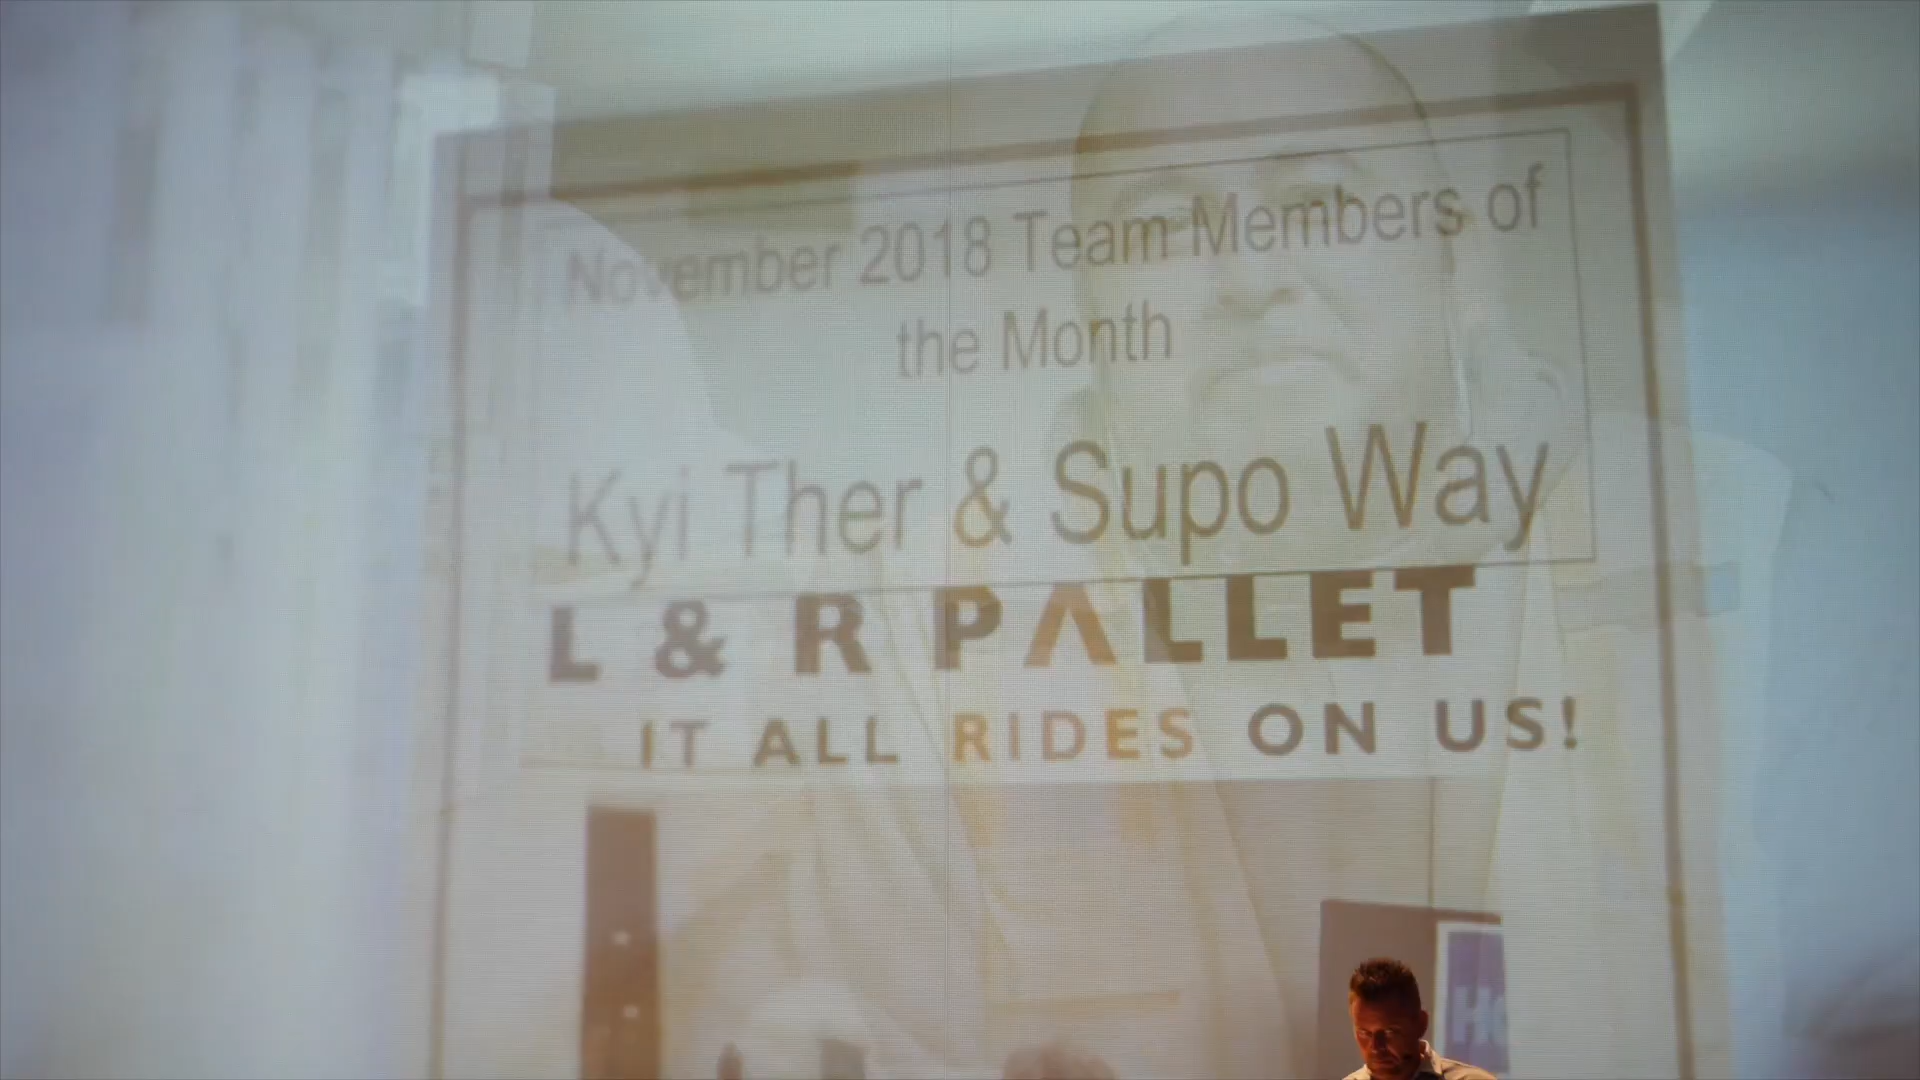 November 2018 Team Members of
the Month
Kyi Ther & Supo Way
L & R PALLET
IT ALL RIDES ON US!